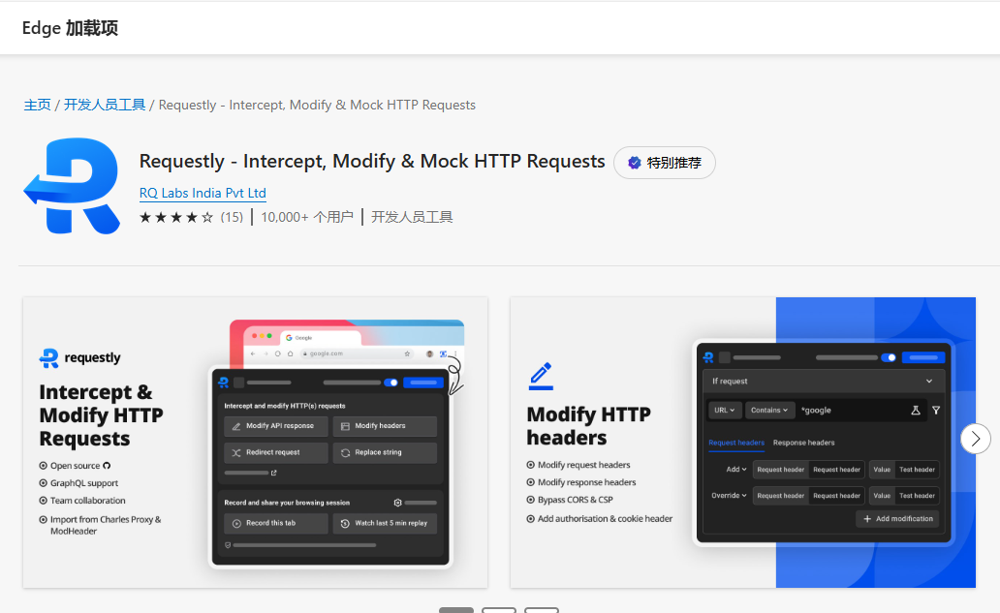 Edge 加载项
主页 / 开发人员工具 / Requestly - Intercept, Modify & Mock HTTP Requests
Requestly - Intercept, Modify & Mock HTTP Requests
特别推荐
RQ Labs India Pvt Ltd
(15) | 10,000+ 个用户 | 开发人员工具
requestly
Intercept &
Modify HTTP
Requests
Open source
GraphQL support
Team collaboration
Import from Charles Proxy &
ModHeader
Google
google.com
Intercept and modify HTTP(s) requests
Modify API response
Modify headers
Redirect request
Replace string
Record and share your browsing session
Record this tab
Watch last 5 min replay
Modify HTTP
headers
Modify request headers
Modify response headers
Bypass CORS & CSP
Add authorisation & cookie header
If request
URL Contains *google
Request headers Response headers
Add Request header Request header Value Test header
Override Request header Request header Value Test header
+ Add modification